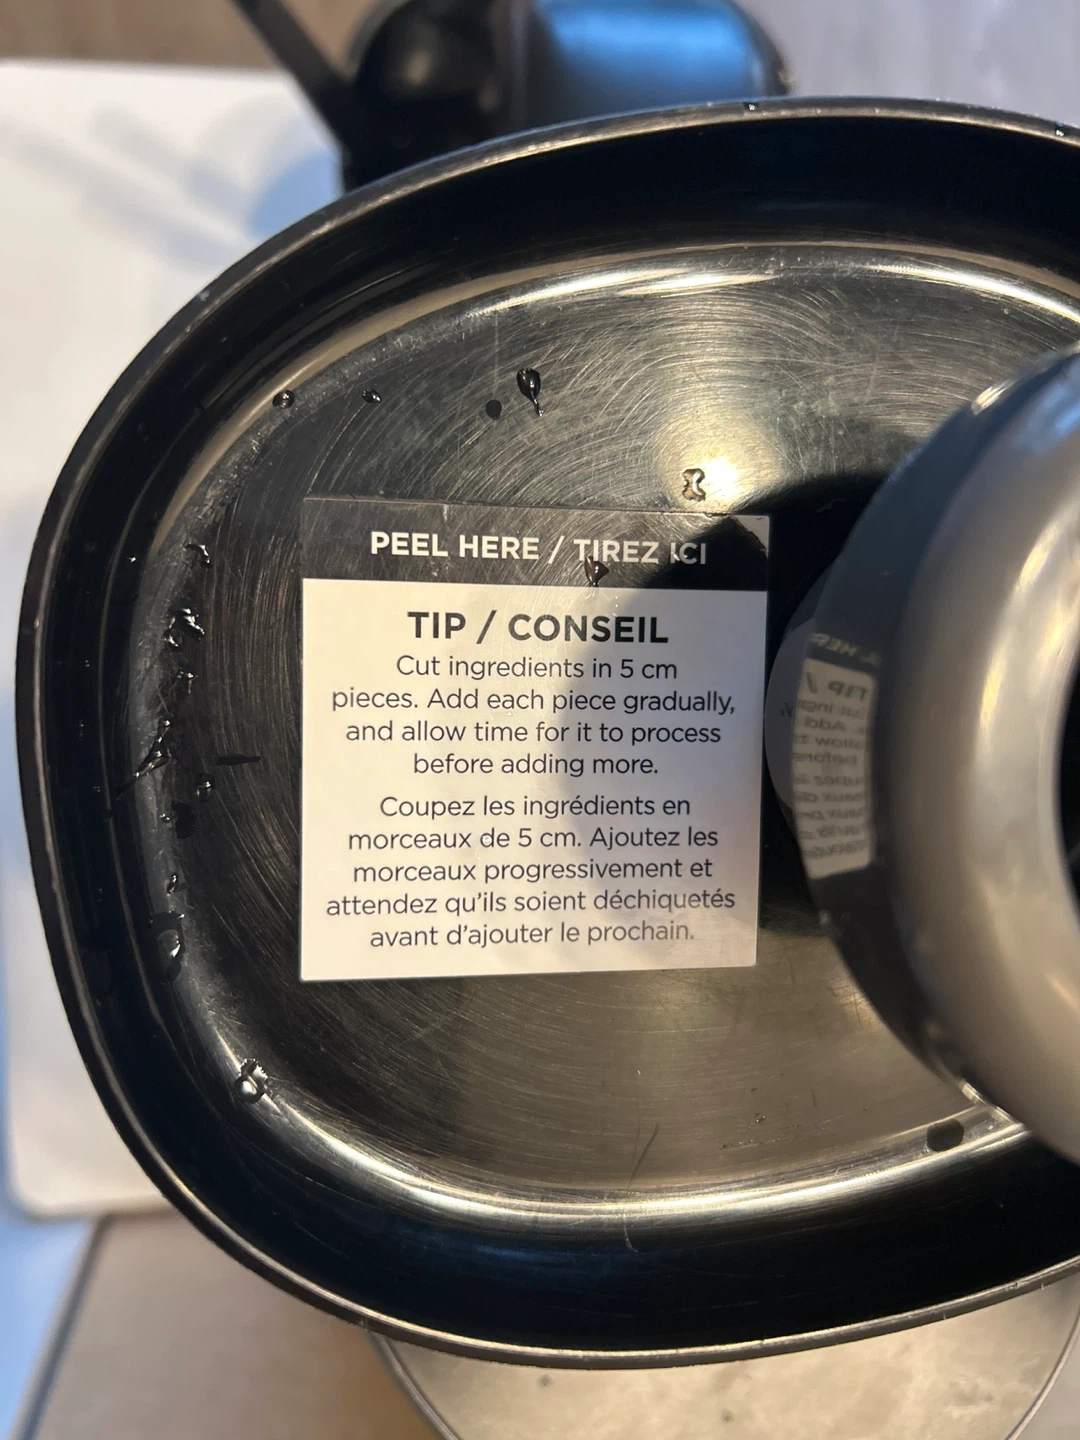 PEEL HERE / TIREZ ICI
TIP / CONSEIL
Cut ingredients in 5 cm
pieces. Add each piece gradually,
and allow time for it to process
before adding more.
Coupez les ingrédients en
morceaux de 5 cm. Ajoutez les
morceaux progressivement et
attendez qu'ils soient déchiquetés
avant d'ajouter le prochain.